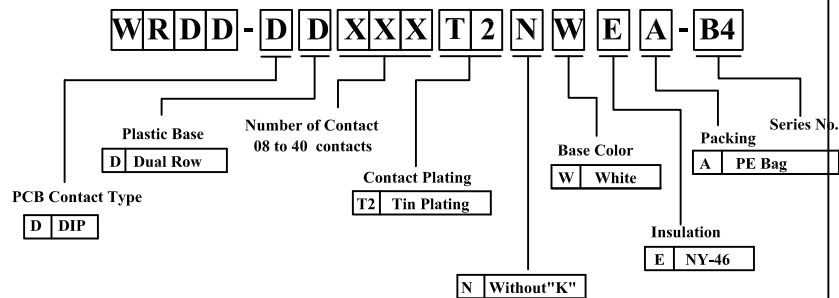 WRDD-DDXXXT2NWEA-B4
Plastic Base
D Dual Row
Number of Contact
08 to 40 contacts
Series No.
Packing
A PE Bag
Base Color
W White
Contact Plating
T2 Tin Plating
PCB Contact Type
D DIP
Insulation
E NY-46
N Without"K"